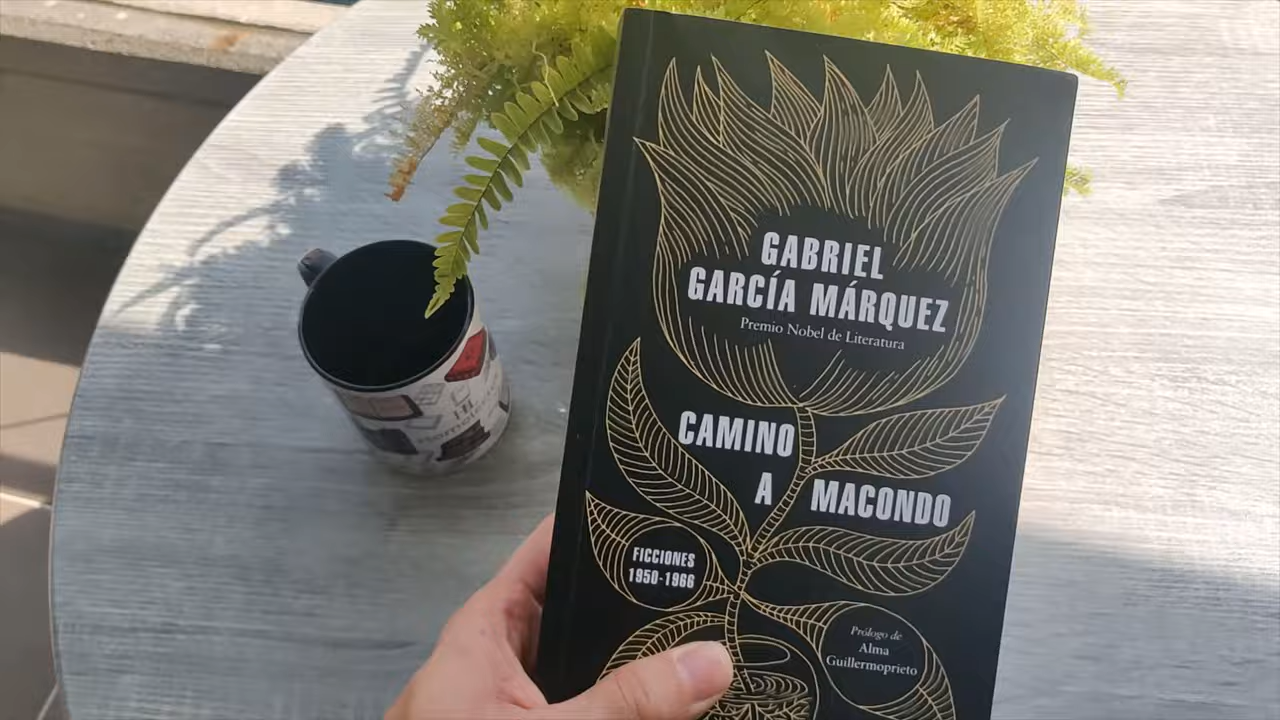 GABRIEL
GARCÍA MÁRQUEZ
Premio Nobel de Literatura
CAMINO
A MACONDO
FICCIONES
1950-1966
Prólogo de
Alma
Guillermoprieto